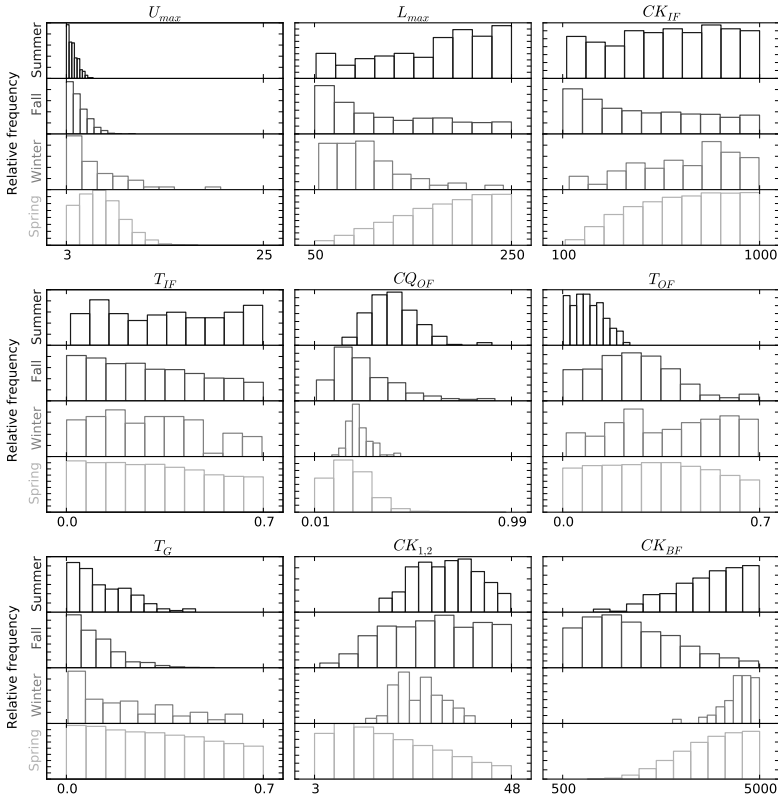 U_max L_max CK_IF
Relative frequency
Summer
Fall
Winter
Spring
3 25 50 250 100 1000
T_IF CQ_OF T_OF
Relative frequency
Summer
Fall
Winter
Spring
0.0 0.7 0.01 0.99 0.0 0.7
T_G CK_1,2 CK_BF
Relative frequency
Summer
Fall
Winter
Spring
0.0 0.7 3 48 500 5000